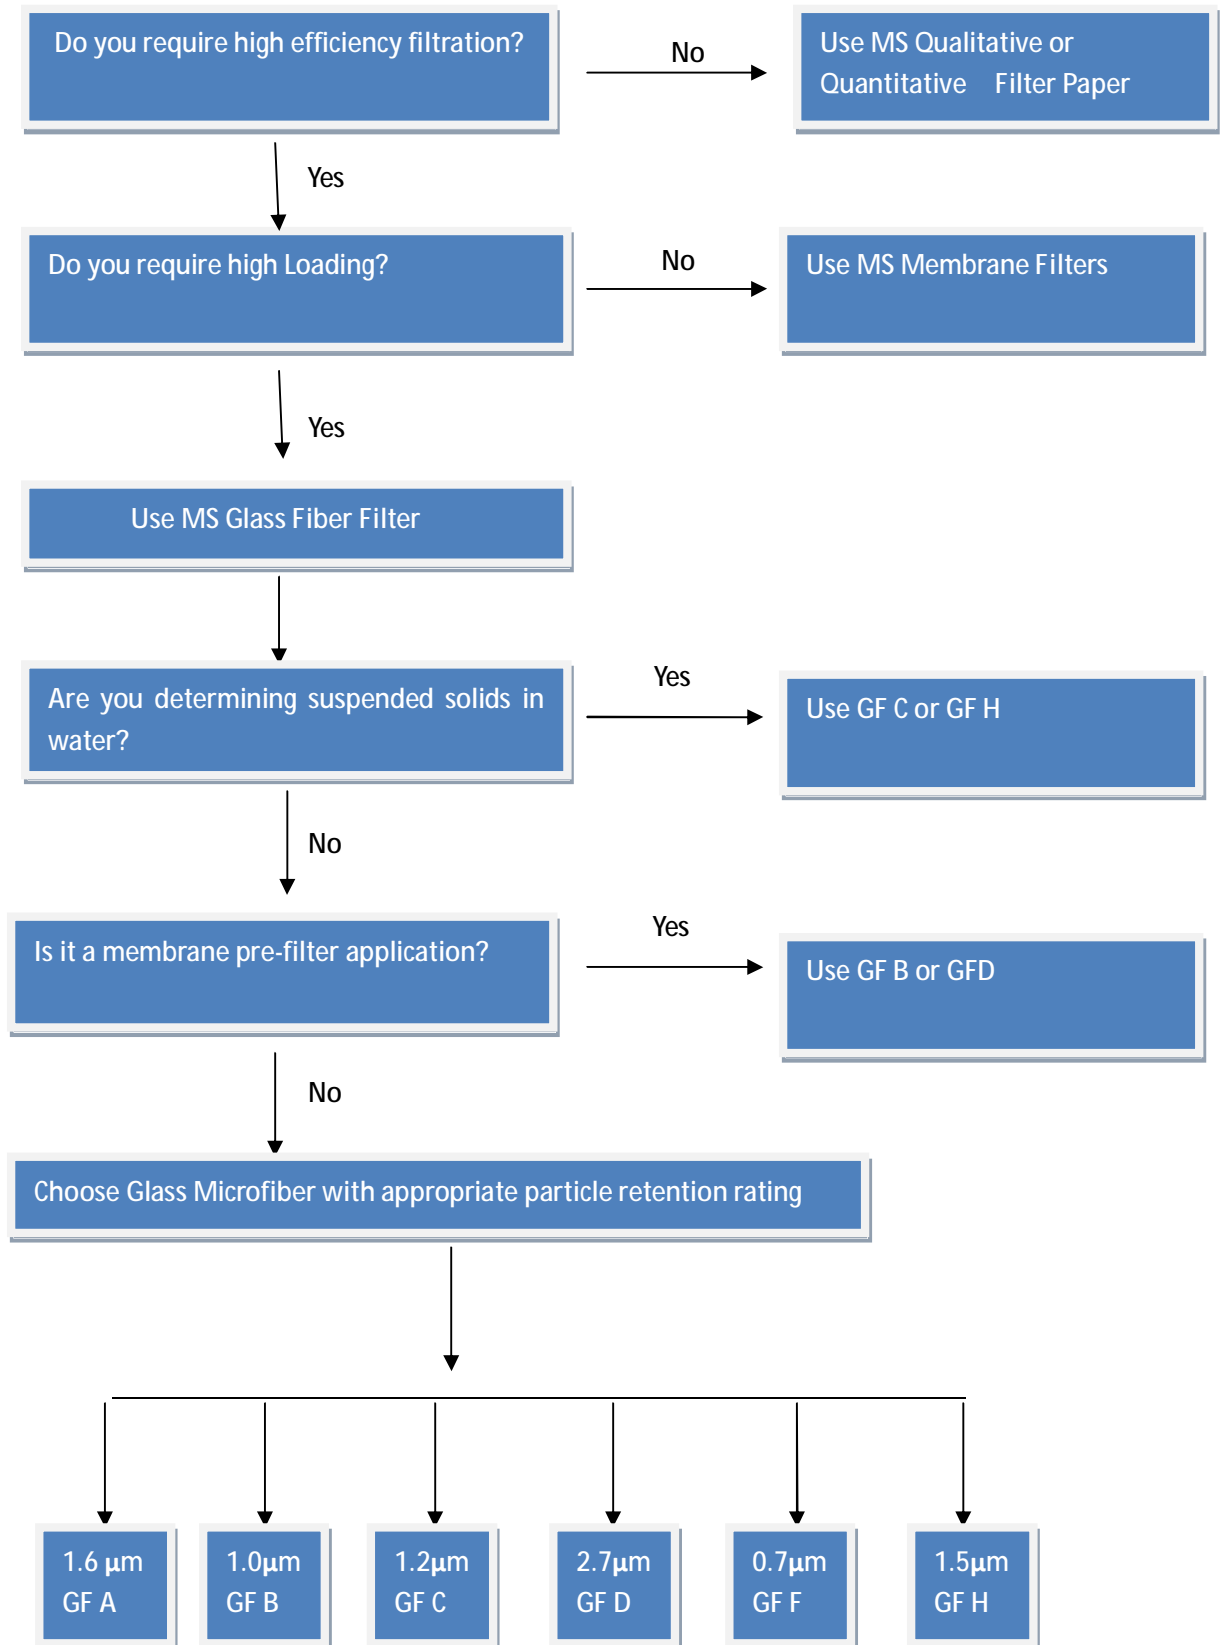 Do you require high efficiency filtration?
No
Use MS Qualitative or
Quantitative Filter Paper
Yes
Do you require high Loading?
No
Use MS Membrane Filters
Yes
Use MS Glass Fiber Filter
Are you determining suspended solids in
water?
Yes
Use GF C or GF H
No
Is it a membrane pre-filter application?
Yes
Use GF B or GFD
No
Choose Glass Microfiber with appropriate particle retention rating
1.6 μm
GF A
1.0μm
GF B
1.2μm
GF C
2.7μm
GF D
0.7μm
GF F
1.5μm
GF H